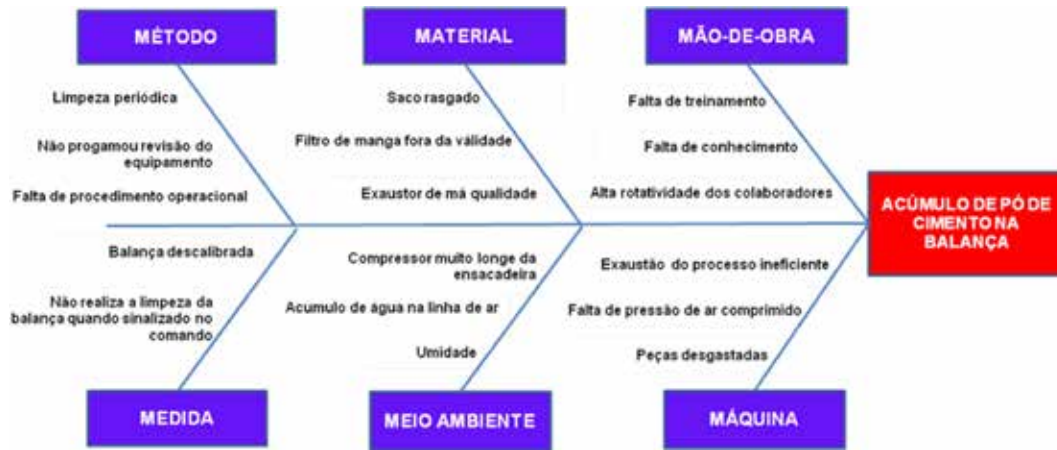 MÉTODO
MATERIAL
MÃO-DE-OBRA
Limpeza periódica
Não progamou revisão do
equipamento
Falta de procedimento operacional
Saco rasgado
Filtro de manga fora da válidade
Exaustor de má qualidade
Falta de treinamento
Falta de conhecimento
Alta rotatividade dos colaboradores
ACÚMULO DE PÓ DE
CIMENTO NA
BALANÇA
Balança descalibrada
Não realiza a limpeza da
balança quando sinalizado no
comando
Compressor muito longe da
ensacadeira
Acumulo de água na linha de ar
Umidade
Exaustão do processo ineficiente
Falta de pressão de ar comprimido
Peças desgastadas
MEDIDA
MEIO AMBIENTE
MÁQUINA